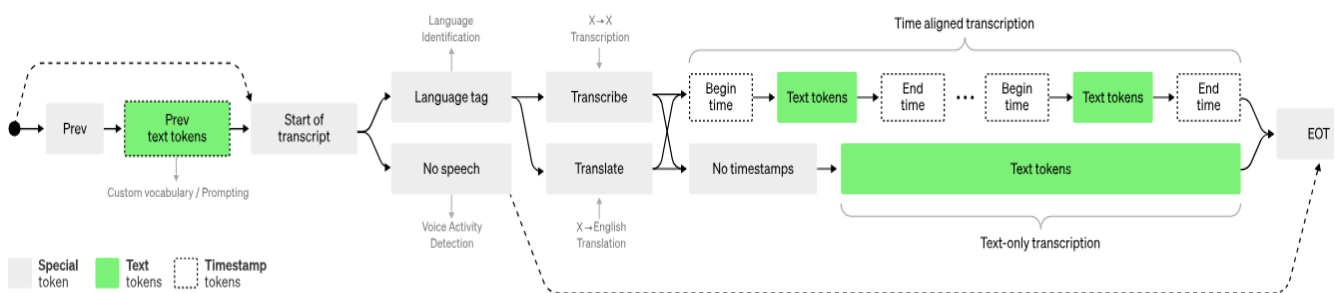 Language
Identification
X→X
Transcription
Time aligned transcription
Prev
Prev
text tokens
Start of
transcript
Language tag
Transcribe
Begin
time
Text tokens
End
time
•••
Begin
time
Text tokens
End
time
EOT
No speech
Translate
No timestamps
Text tokens
Custom vocabulary / Prompting
Voice Activity
Detection
X→English
Translation
Text-only transcription
Special
token
Text
tokens
Timestamp
tokens